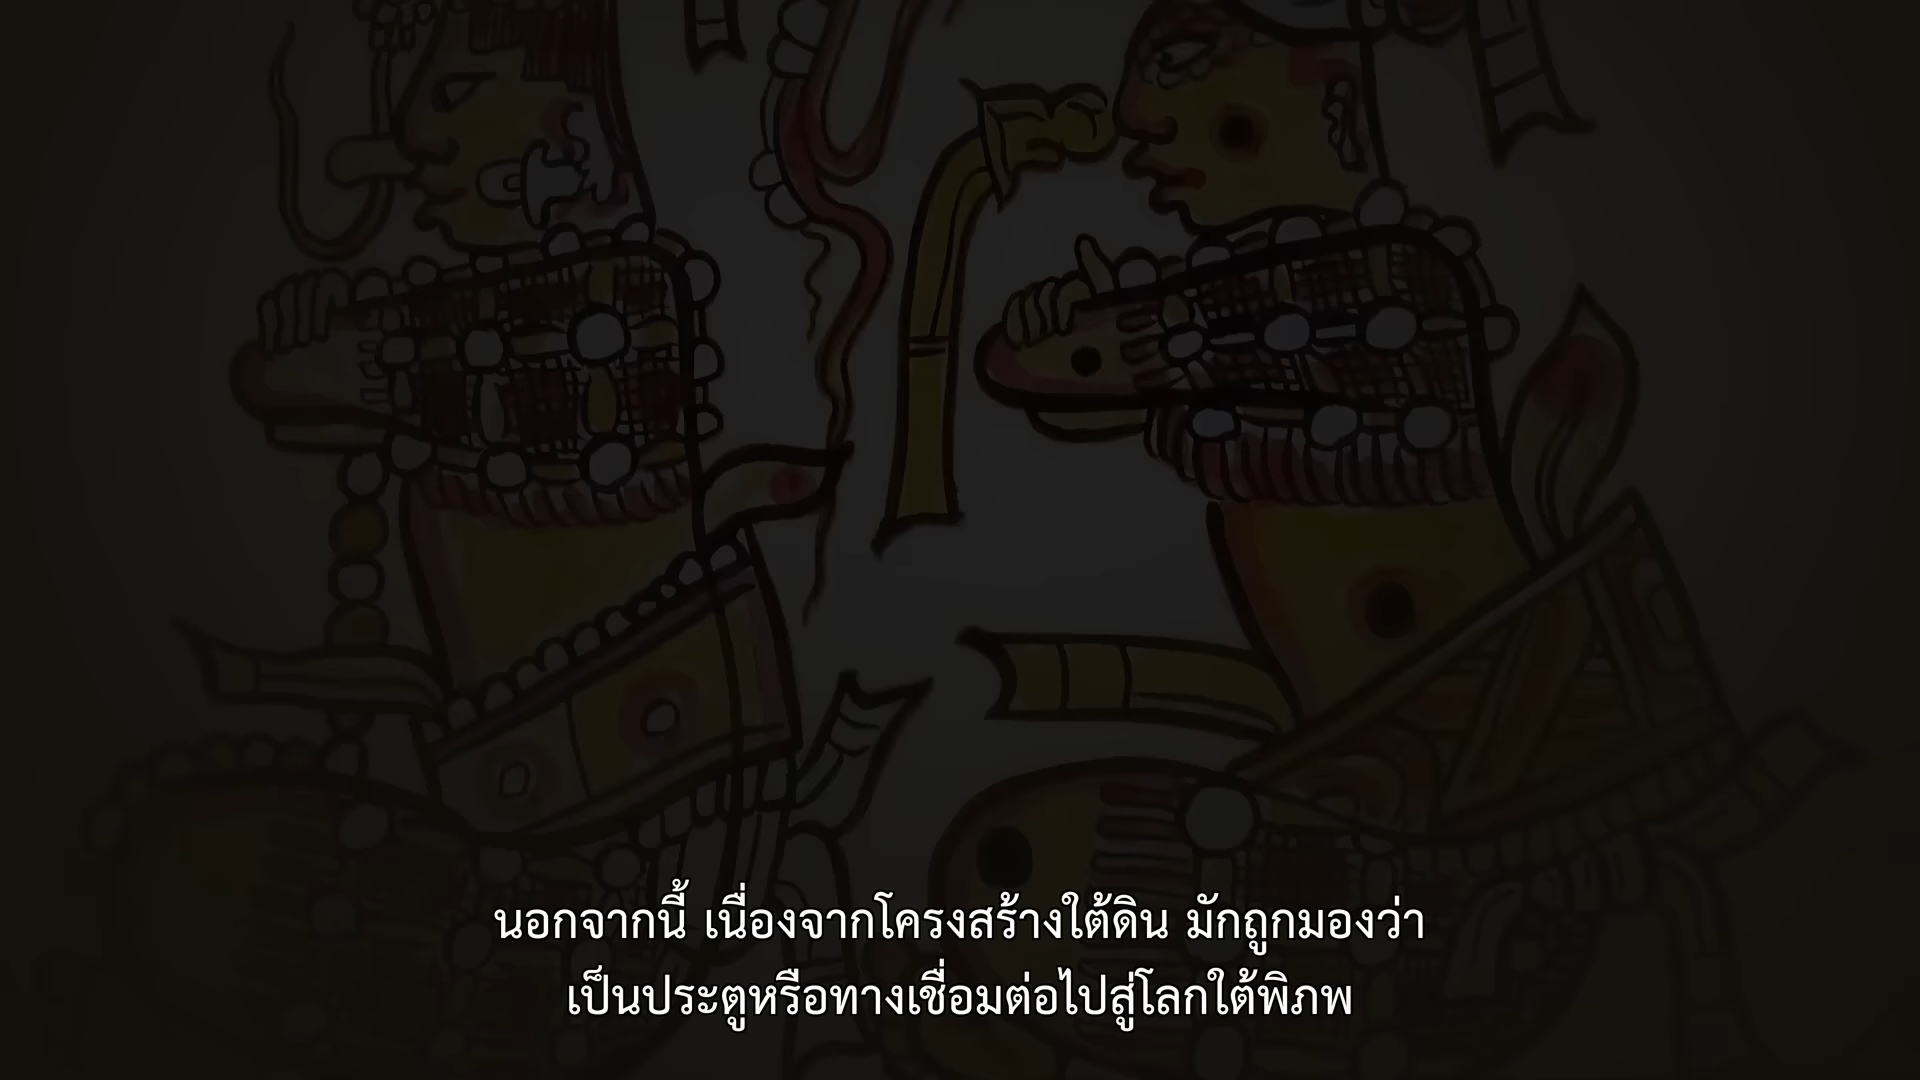 นอกจากนี้ เนื่องจากโครงสร้างใต้ดิน มักถูกมองว่า
เป็นประตูหรือทางเชื่อมต่อไปสู่โลกใต้พิภพ